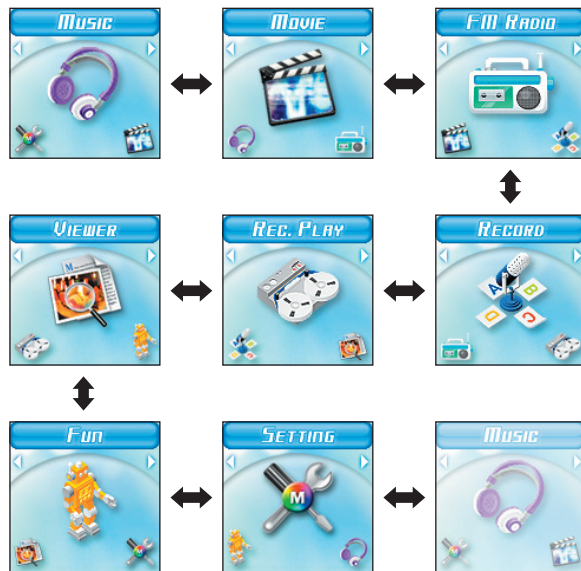 MUSIC
MOVIE
FM RADIO
VIEWER
REC. PLAY
RECORD
A
B
D
C
FUN
SETTING
M
MUSIC